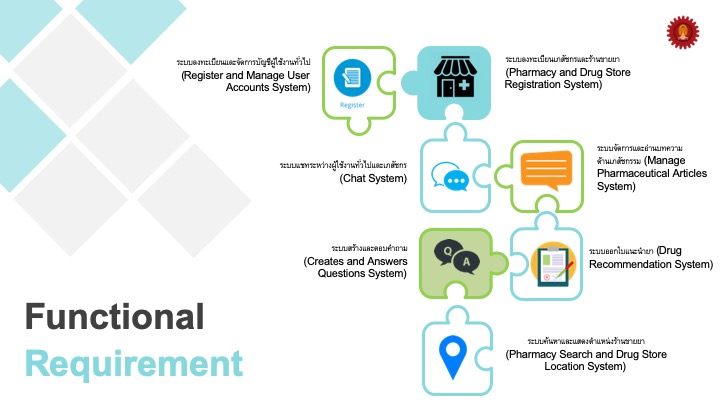 ระบบลงทะเบียนและจัดการบัญชีผู้ใช้งานทั่วไป
(Register and Manage User
Accounts System)
Register
ระบบลงทะเบียนเภสัชกรและร้านขายยา
(Pharmacy and Drug Store
Registration System)
ระบบแชทระหว่างผู้ใช้งานทั่วไปและเภสัชกร
(Chat System)
ระบบจัดการและอ่านบทความ
ด้านเภสัชกรรม (Manage
Pharmaceutical Articles
System)
ระบบสร้างและตอบคำถาม
(Creates and Answers
Questions System)
Q A
ระบบออกใบแนะนำยา (Drug
Recommendation System)
ระบบค้นหาและแสดงตำแหน่งร้านขายยา
(Pharmacy Search and Drug Store
Location System)
Functional
Requirement